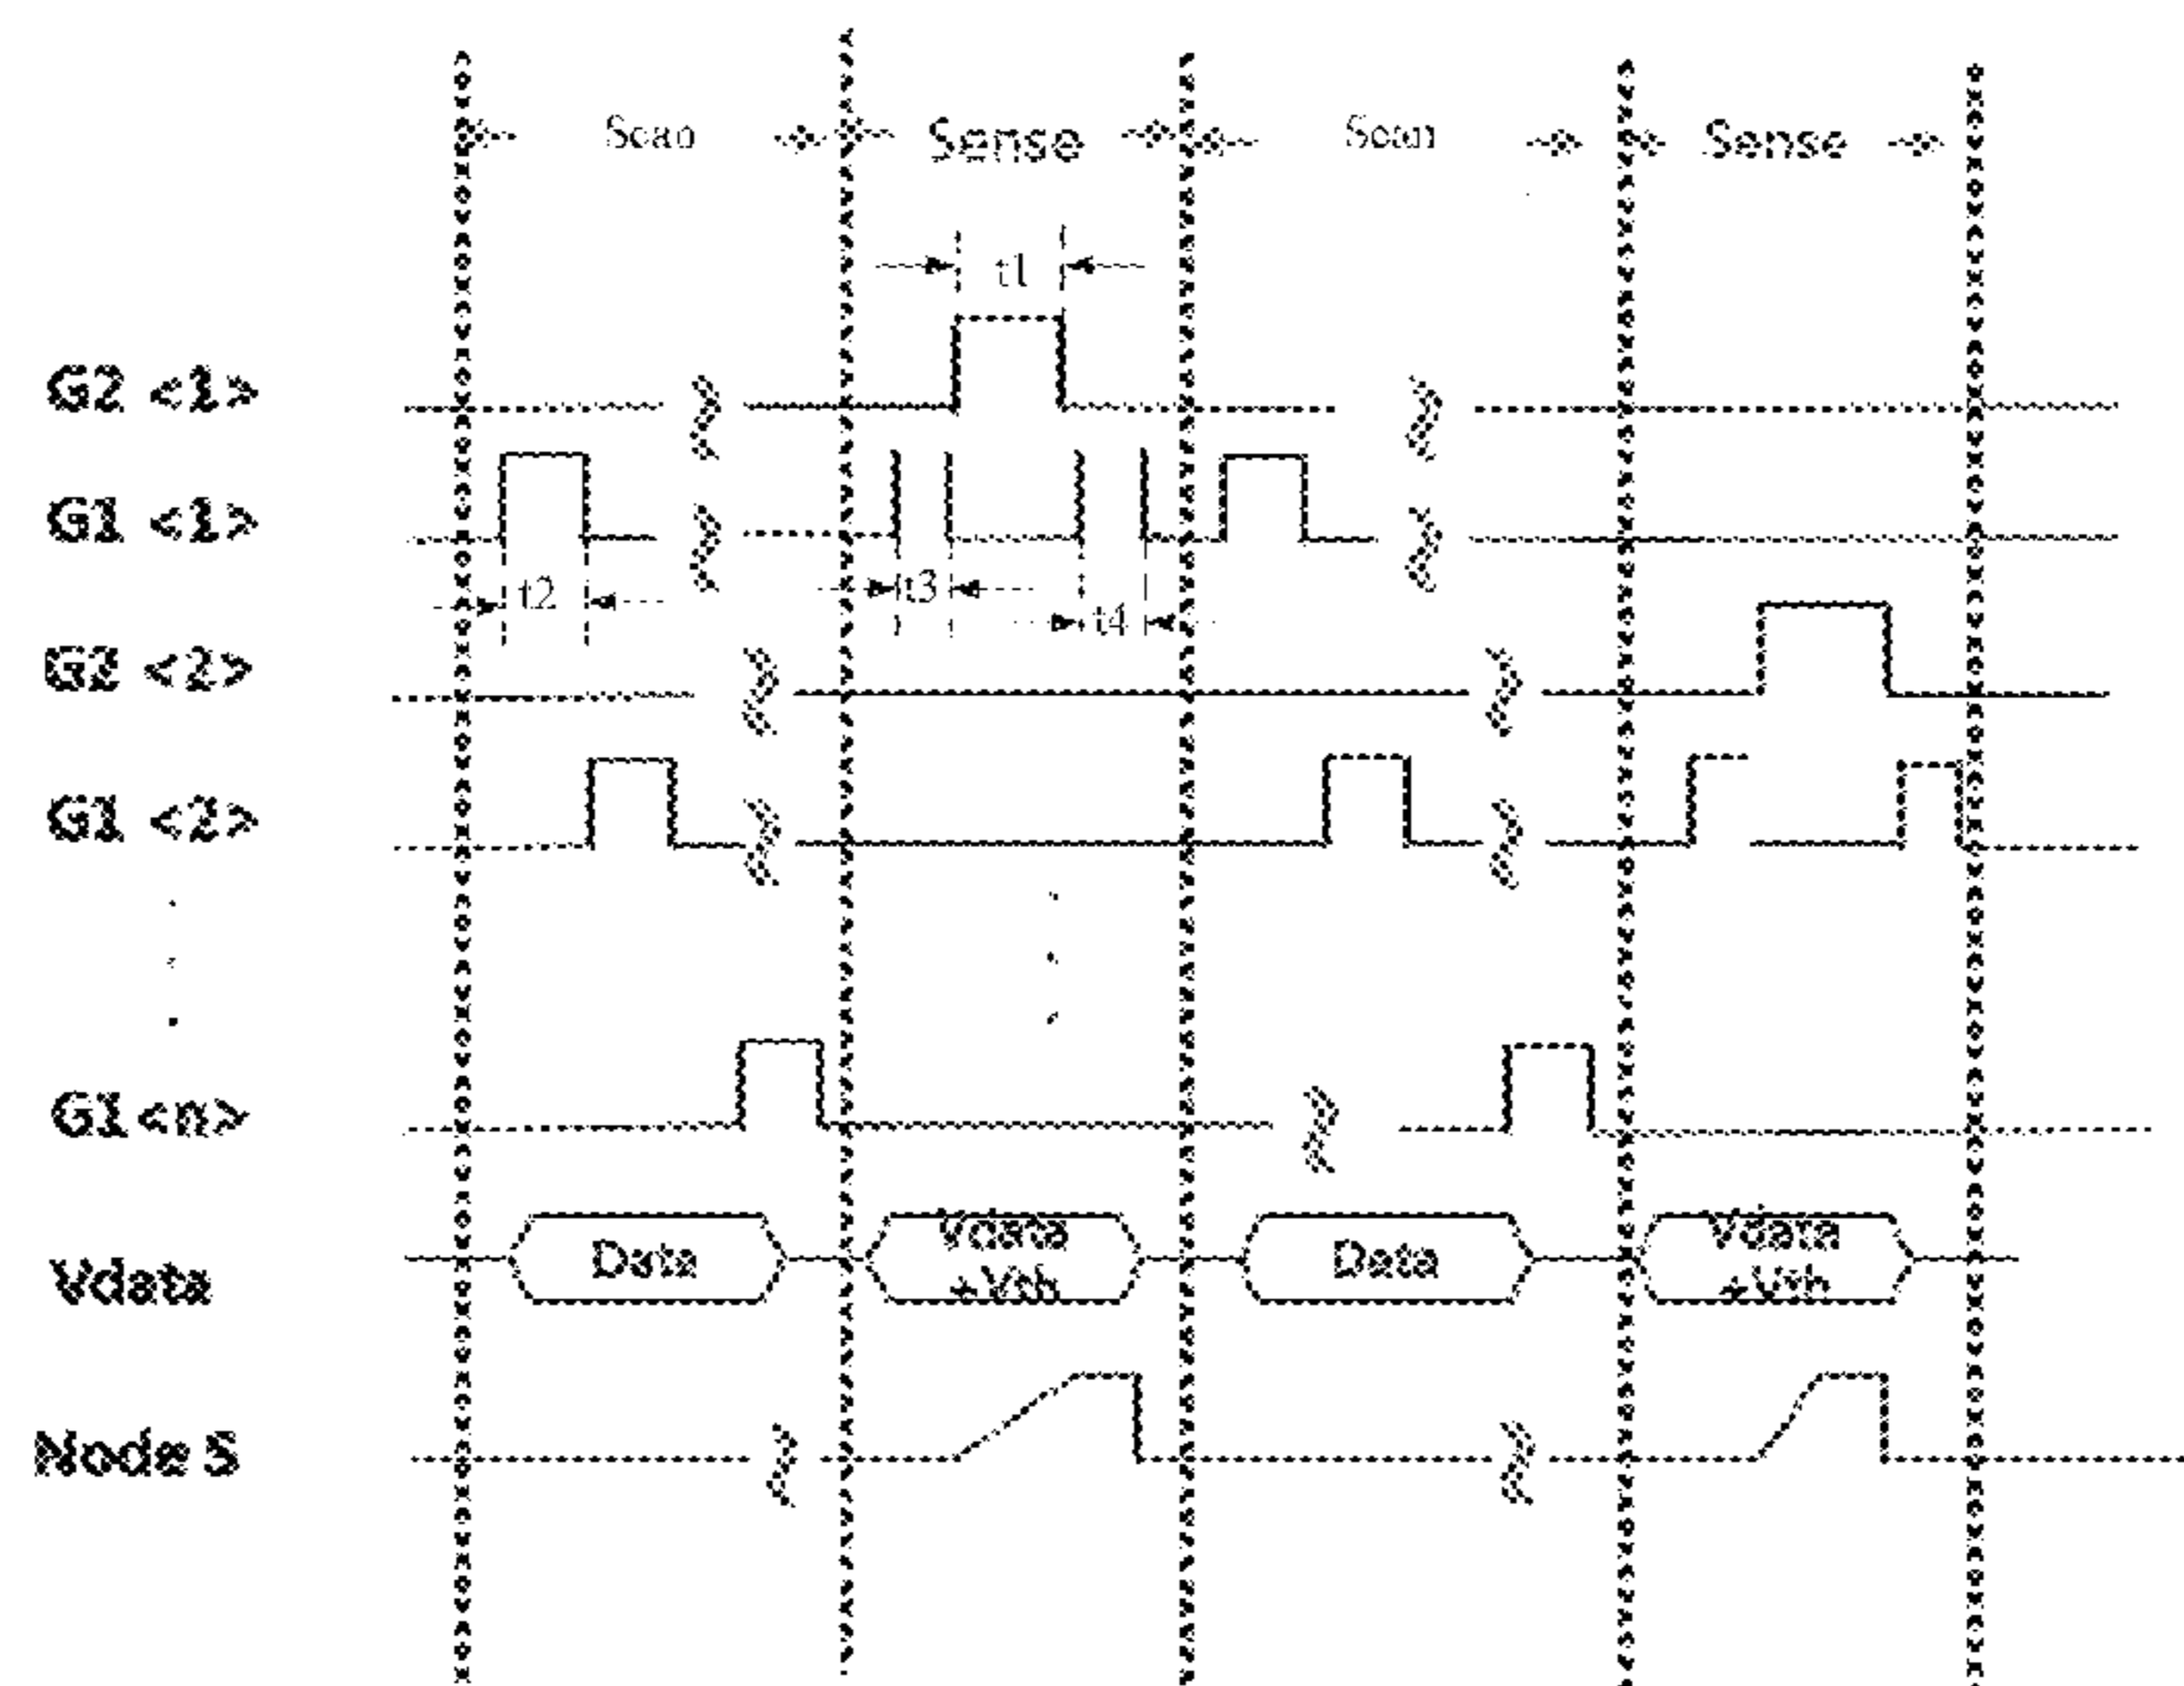 Scan Sense Scan Sense
t1
G2 <1>
G1 <1>
t2 t3 t4
G2 <2>
G1 <2>
G1<n>
Vdata Data Vdata +Vth Data Vdata +Vth
Node S